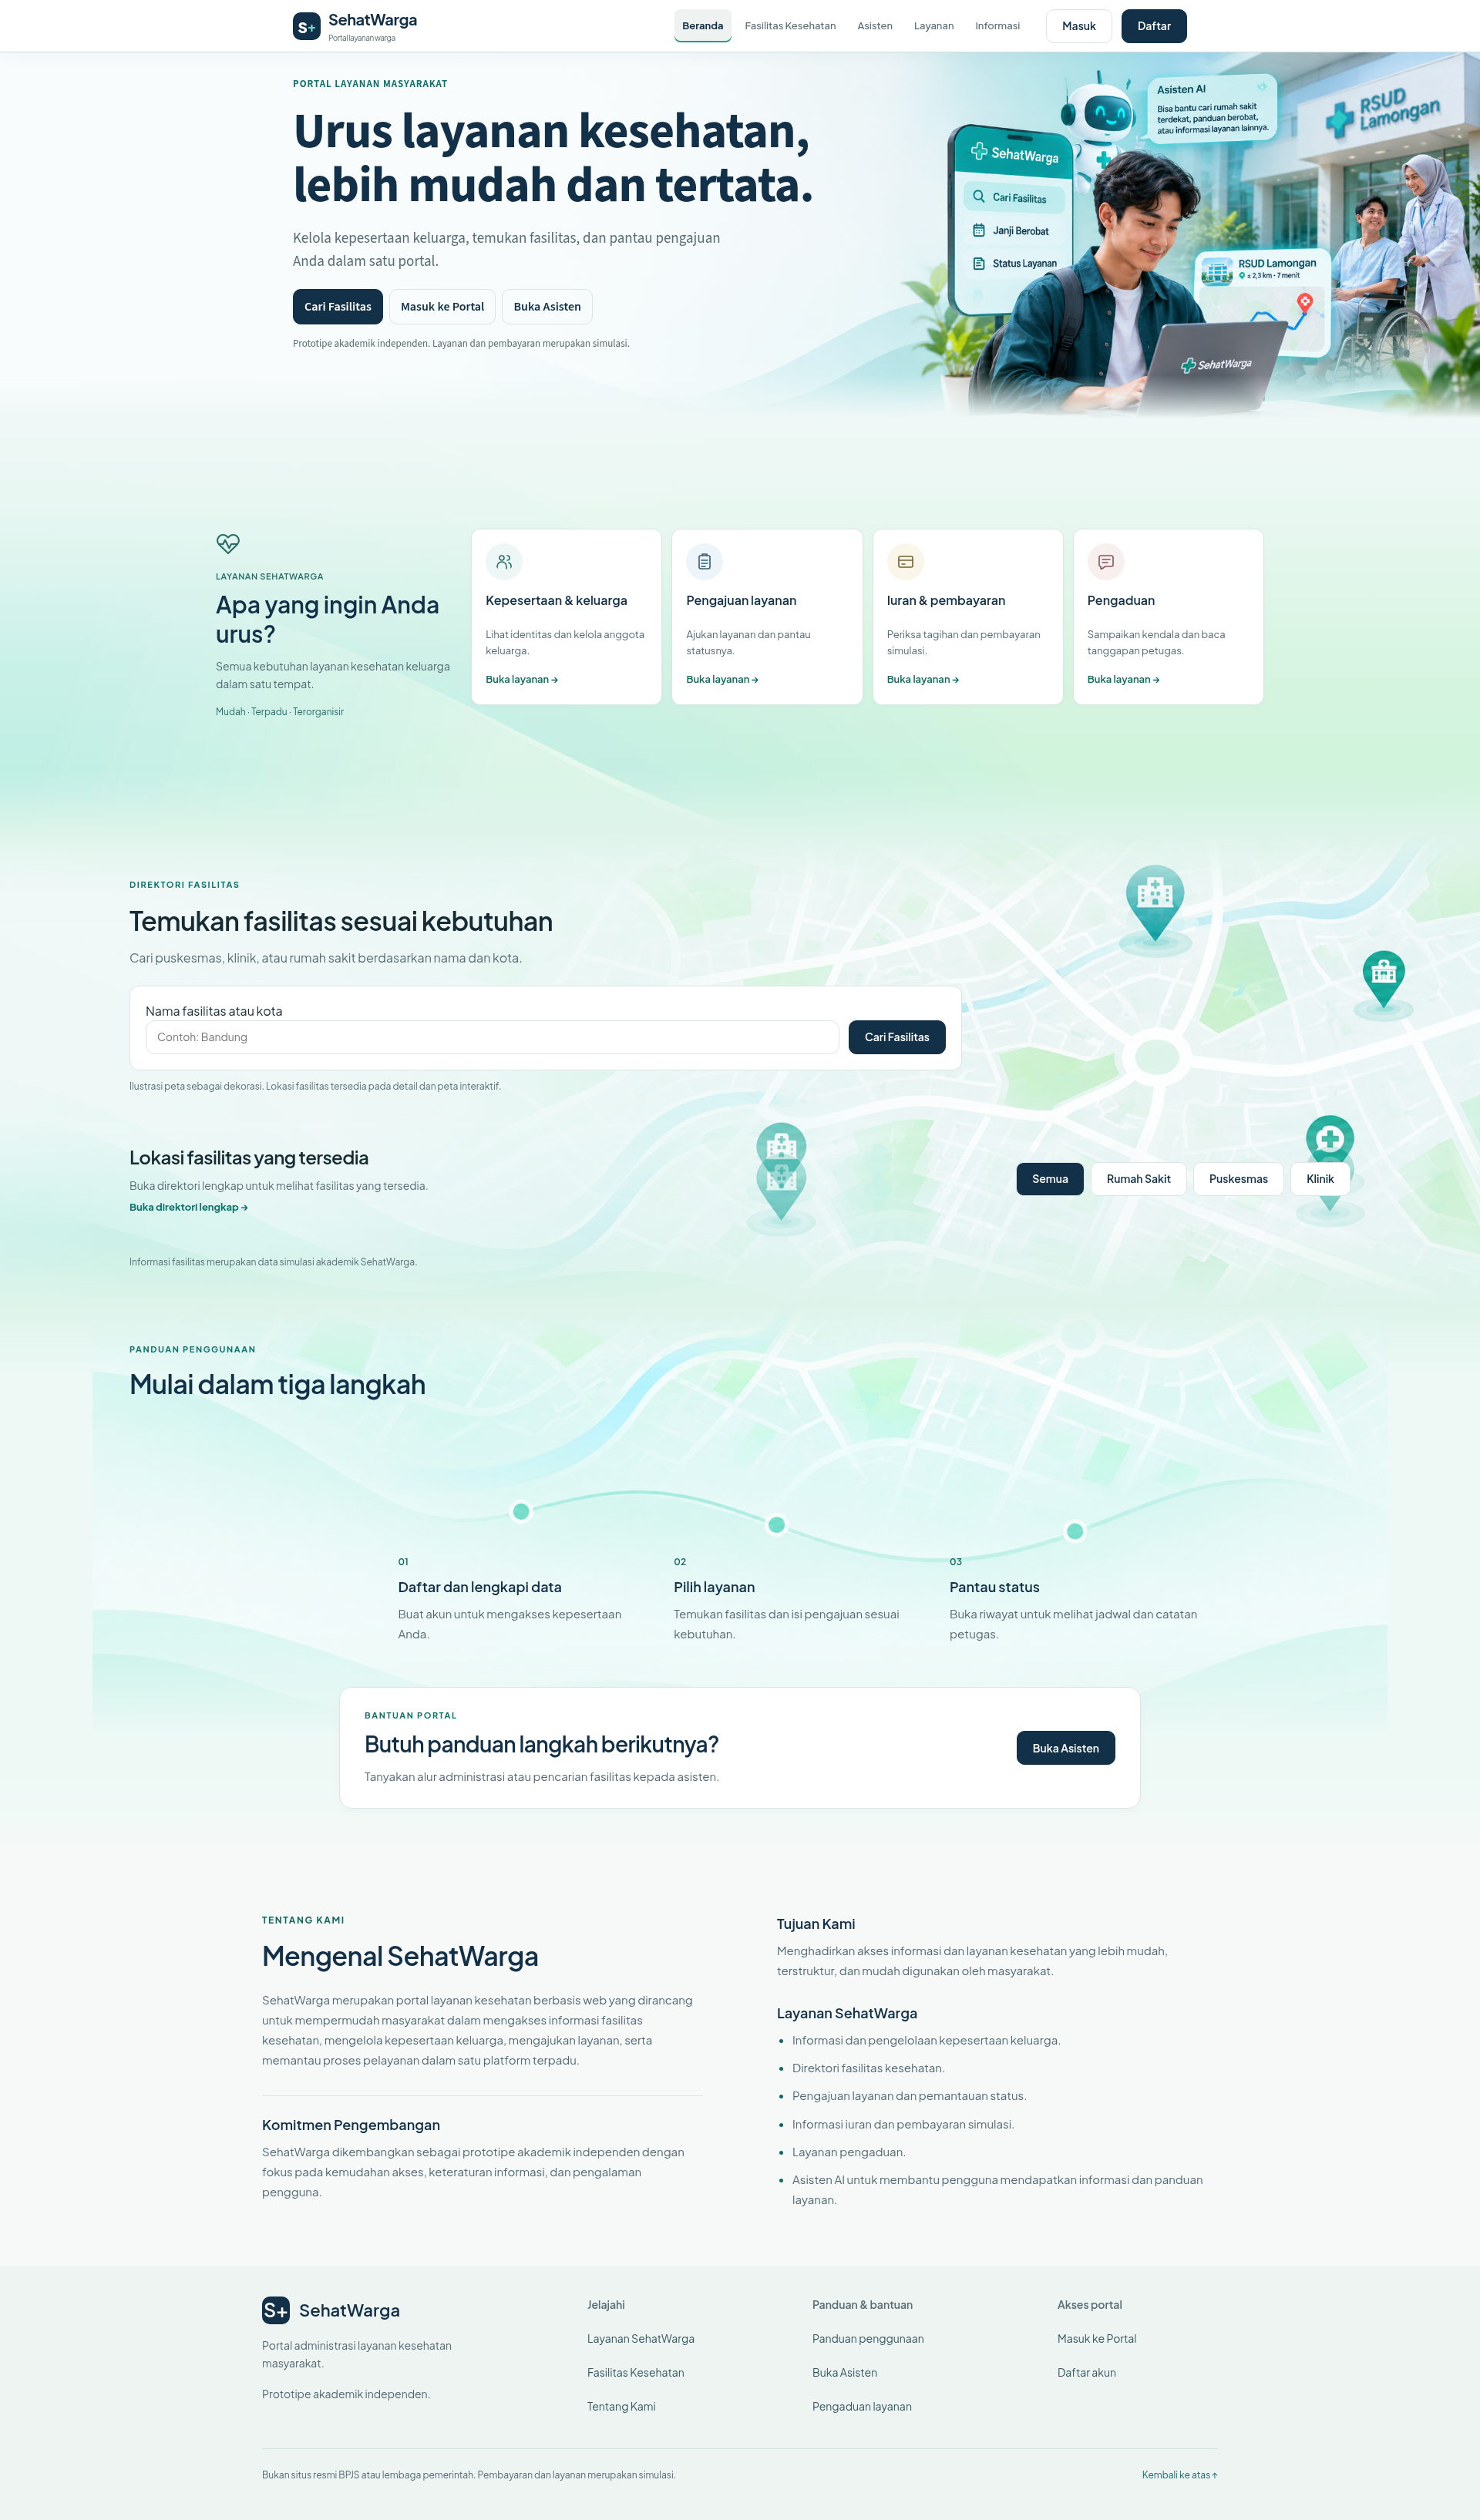 S+
SehatWarga
Portal layanan warga
Beranda
Fasilitas Kesehatan
Asisten
Layanan
Informasi
Masuk
Daftar
PORTAL LAYANAN MASYARAKAT
Urus layanan kesehatan,
lebih mudah dan tertata.
Kelola kepesertaan keluarga, temukan fasilitas, dan pantau pengajuan
Anda dalam satu portal.
Cari Fasilitas
Masuk ke Portal
Buka Asisten
Prototipe akademik independen. Layanan dan pembayaran merupakan simulasi.
Asisten AI
Bisa bantu cari rumah sakit
terdekat, panduan berobat,
atau informasi layanan lainnya.
RSUD
Lamongan
SehatWarga
Cari Fasilitas
Janji Berobat
Status Layanan
RSUD Lamongan
± 2,3 km • 7 menit
SehatWarga
LAYANAN SEHATWARGA
Apa yang ingin Anda
urus?
Semua kebutuhan layanan kesehatan keluarga
dalam satu tempat.
Mudah · Terpadu · Terorganisir
Kepesertaan & keluarga
Lihat identitas dan kelola anggota
keluarga.
Buka layanan →
Pengajuan layanan
Ajukan layanan dan pantau
statusnya.
Buka layanan →
Iuran & pembayaran
Periksa tagihan dan pembayaran
simulasi.
Buka layanan →
Pengaduan
Sampaikan kendala dan baca
tanggapan petugas.
Buka layanan →
DIREKTORI FASILITAS
Temukan fasilitas sesuai kebutuhan
Cari puskesmas, klinik, atau rumah sakit berdasarkan nama dan kota.
Nama fasilitas atau kota
Contoh: Bandung
Cari Fasilitas
Ilustrasi peta sebagai dekorasi. Lokasi fasilitas tersedia pada detail dan peta interaktif.
Lokasi fasilitas yang tersedia
Buka direktori lengkap untuk melihat fasilitas yang tersedia.
Buka direktori lengkap →
Semua
Rumah Sakit
Puskesmas
Klinik
Informasi fasilitas merupakan data simulasi akademik SehatWarga.
PANDUAN PENGGUNAAN
Mulai dalam tiga langkah
01
Daftar dan lengkapi data
Buat akun untuk mengakses kepesertaan
Anda.
02
Pilih layanan
Temukan fasilitas dan isi pengajuan sesuai
kebutuhan.
03
Pantau status
Buka riwayat untuk melihat jadwal dan catatan
petugas.
BANTUAN PORTAL
Butuh panduan langkah berikutnya?
Tanyakan alur administrasi atau pencarian fasilitas kepada asisten.
Buka Asisten
TENTANG KAMI
Mengenal SehatWarga
SehatWarga merupakan portal layanan kesehatan berbasis web yang dirancang
untuk mempermudah masyarakat dalam mengakses informasi fasilitas
kesehatan, mengelola kepesertaan keluarga, mengajukan layanan, serta
memantau proses pelayanan dalam satu platform terpadu.
Komitmen Pengembangan
SehatWarga dikembangkan sebagai prototipe akademik independen dengan
fokus pada kemudahan akses, keteraturan informasi, dan pengalaman
pengguna.
Tujuan Kami
Menghadirkan akses informasi dan layanan kesehatan yang lebih mudah,
terstruktur, dan mudah digunakan oleh masyarakat.
Layanan SehatWarga
• Informasi dan pengelolaan kepesertaan keluarga.
• Direktori fasilitas kesehatan.
• Pengajuan layanan dan pemantauan status.
• Informasi iuran dan pembayaran simulasi.
• Layanan pengaduan.
• Asisten AI untuk membantu pengguna mendapatkan informasi dan panduan
layanan.
S+
SehatWarga
Portal administrasi layanan kesehatan
masyarakat.
Prototipe akademik independen.
Jelajahi
Layanan SehatWarga
Fasilitas Kesehatan
Tentang Kami
Panduan & bantuan
Panduan penggunaan
Buka Asisten
Pengaduan layanan
Akses portal
Masuk ke Portal
Daftar akun
Bukan situs resmi BPJS atau lembaga pemerintah. Pembayaran dan layanan merupakan simulasi.
Kembali ke atas ↑